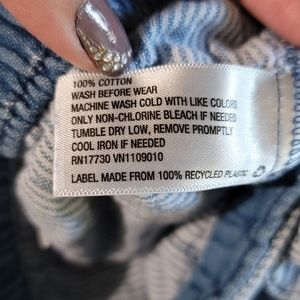 100% COTTON
WASH BEFORE WEAR
MACHINE WASH COLD WITH LIKE COLORS
ONLY NON-CHLORINE BLEACH IF NEEDED
TUMBLE DRY LOW, REMOVE PROMPTLY
COOL IRON IF NEEDED
RN17730 VN1109010
LABEL MADE FROM 100% RECYCLED PLASTIC